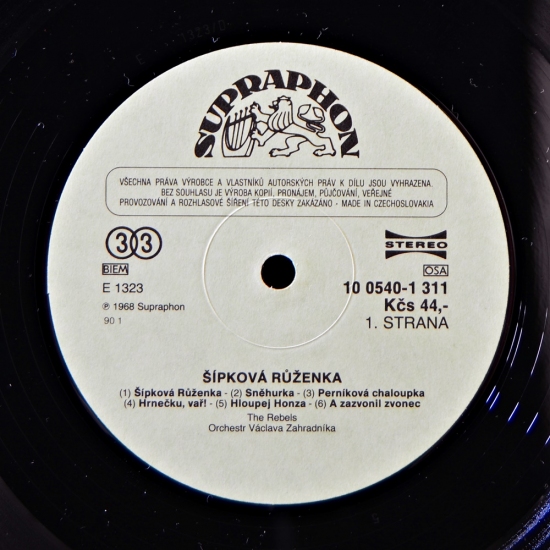 SUPRAPHON
VŠECHNA PRÁVA VÝROBCE A VLASTNÍKŮ AUTORSKÝCH PRÁV K DÍLU JSOU VYHRAZENA.
BEZ SOUHLASU JE VÝROBA KOPIÍ, PRONÁJEM, PŮJČOVÁNÍ, VEŘEJNÉ
PROVOZOVÁNÍ A ROZHLASOVÉ ŠÍŘENÍ TÉTO DESKY ZAKÁZÁNO - MADE IN CZECHOSLOVAKIA
33
STEREO
BIEM
OSA
E 1323
10 0540-1 311
℗ 1968 Supraphon
Kčs 44,-
90 1
1. STRANA
ŠÍPKOVÁ RŮŽENKA
(1) Šípková Růženka - (2) Sněhurka - (3) Perníková chaloupka
(4) Hrnečku, vař! - (5) Hloupej Honza - (6) A zazvonil zvonec
The Rebels
Orchestr Václava Zahradníka